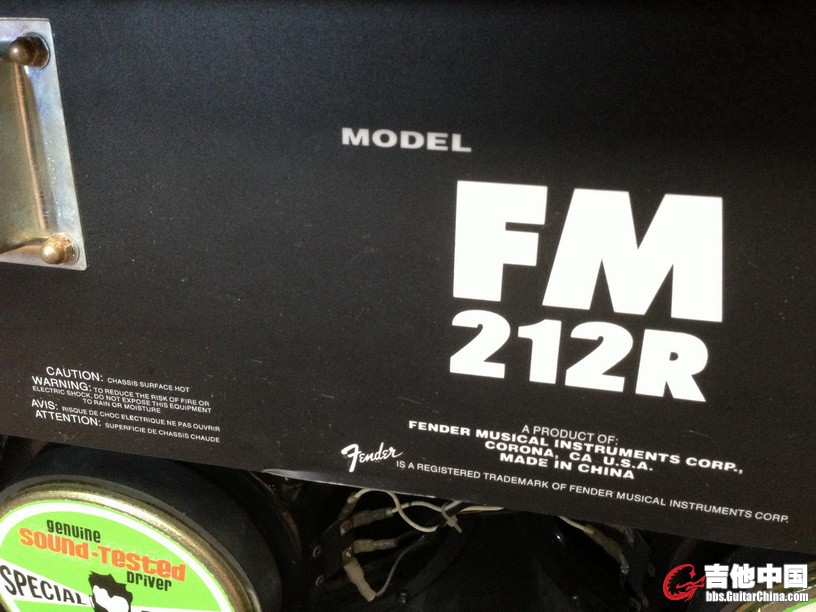 MODEL
FM
212R
CAUTION: CHASSIS SURFACE HOT
WARNING: TO REDUCE THE RISK OF FIRE OR
ELECTRIC SHOCK, DO NOT EXPOSE THIS EQUIPMENT
TO RAIN OR MOISTURE
AVIS: RISQUE DE CHOC ELECTRIQUE NE PAS OUVRIR
ATTENTION: SUPERFICIE DE CHASSIS CHAUDE
A PRODUCT OF:
FENDER MUSICAL INSTRUMENTS CORP.,
CORONA, CA U.S.A.
MADE IN CHINA
Fender IS A REGISTERED TRADEMARK OF FENDER MUSICAL INSTRUMENTS CORP.
genuine
SOUND-TESTED
DRIVER
SPECIAL
吉他中国
bbs.GuitarChina.com